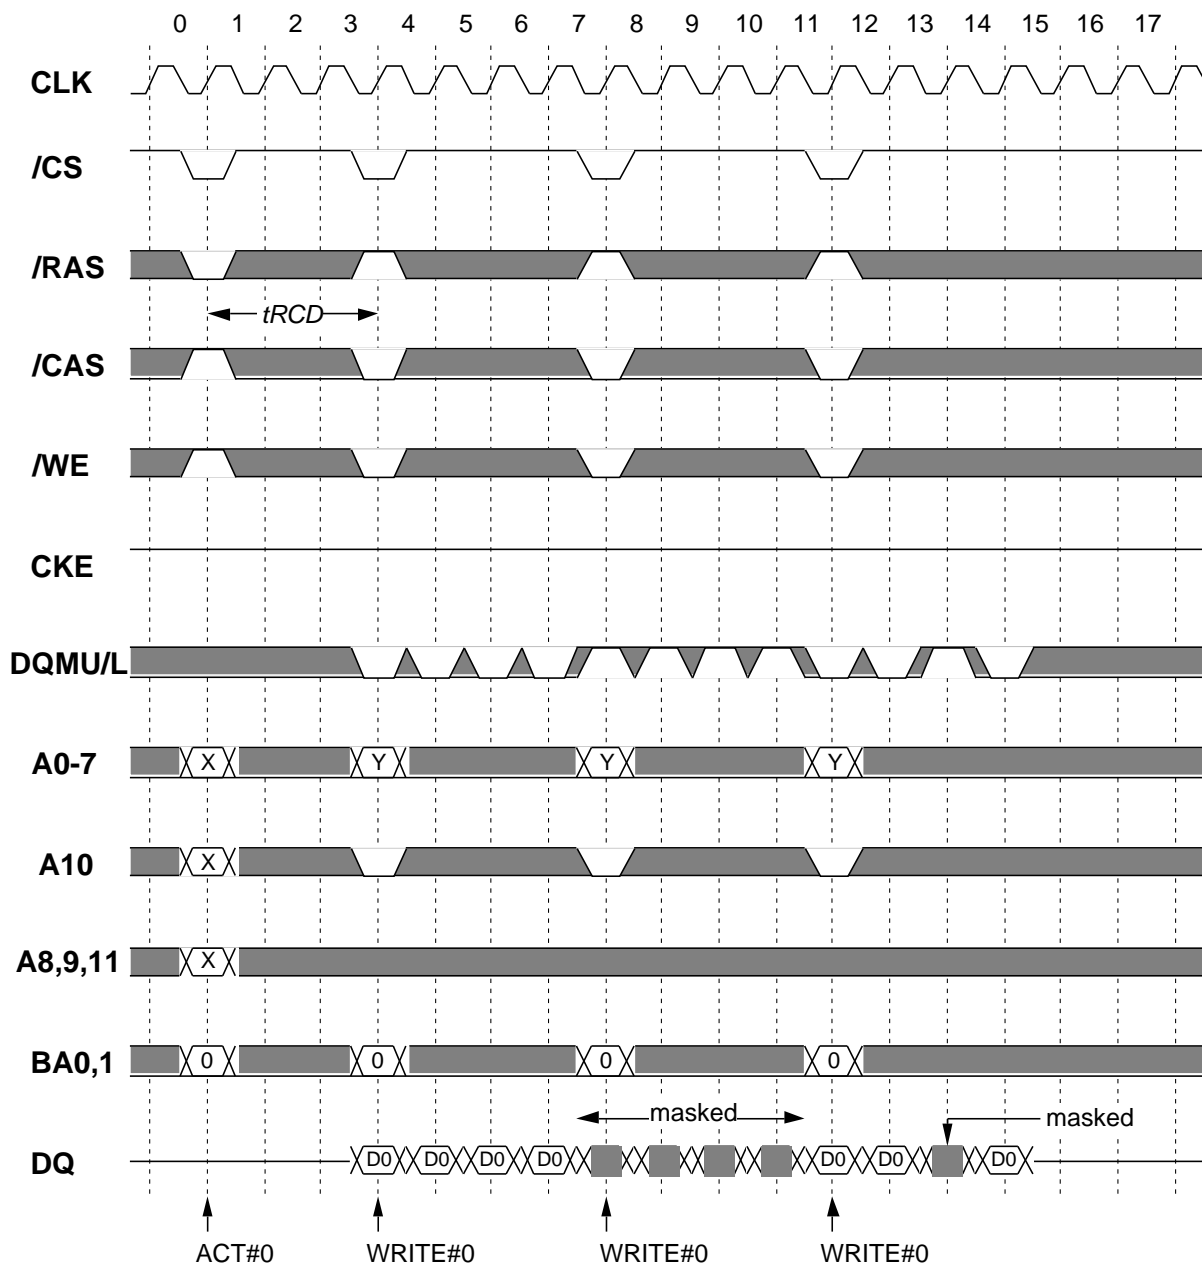 0 1 2 3 4 5 6 7 8 9 10 11 12 13 14 15 16 17
CLK
/CS
/RAS
tRCD
/CAS
/WE
CKE
DQMU/L
A0-7 X Y Y Y
A10 X
A8,9,11 X
BA0,1 0 0 0 0
masked masked
DQ D0 D0 D0 D0 D0 D0 D0
ACT#0 WRITE#0 WRITE#0 WRITE#0